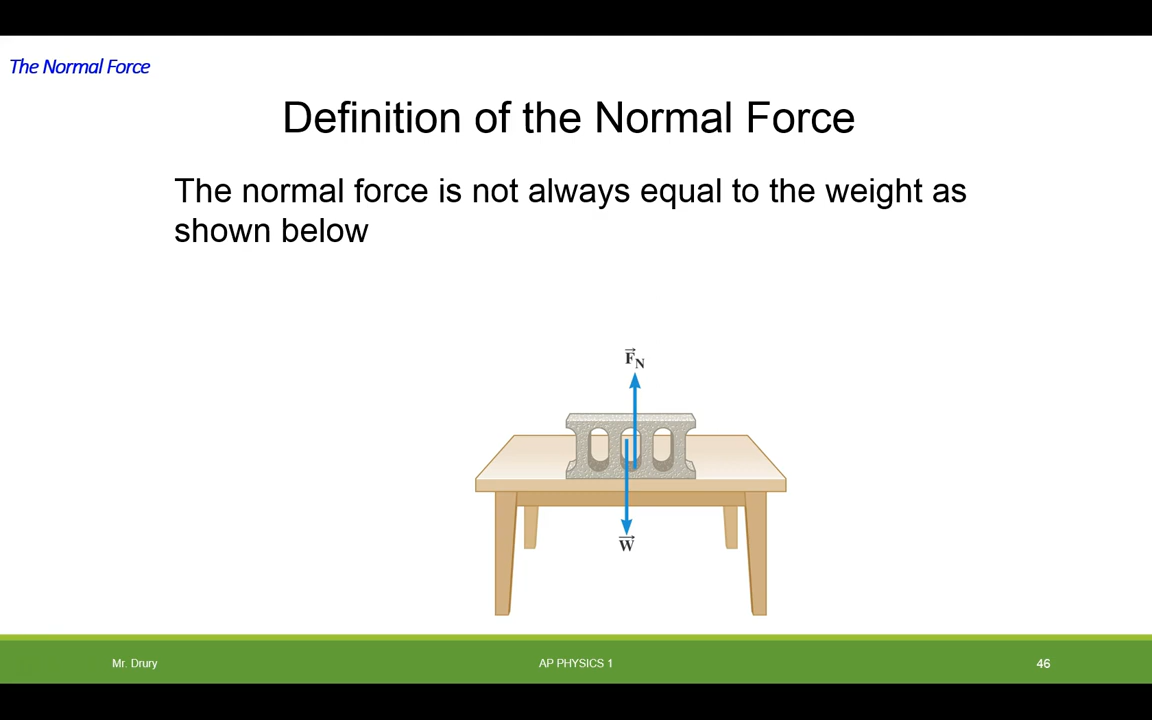 The Normal Force
Definition of the Normal Force
The normal force is not always equal to the weight as
shown below
F⃗N
W⃗
Mr. Drury
AP PHYSICS 1
46